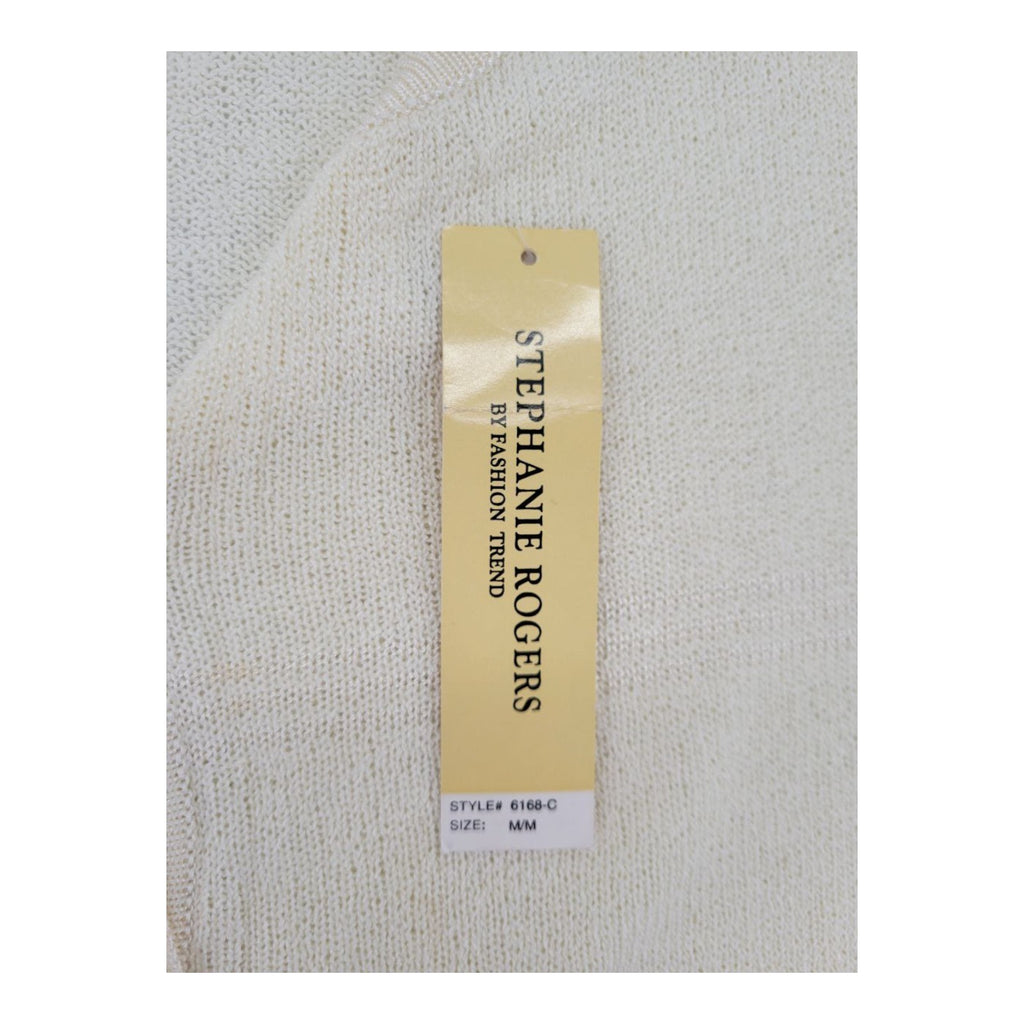 STEPHANIE ROGERS
BY FASHION TREND
STYLE# 6168-C
SIZE: M/M